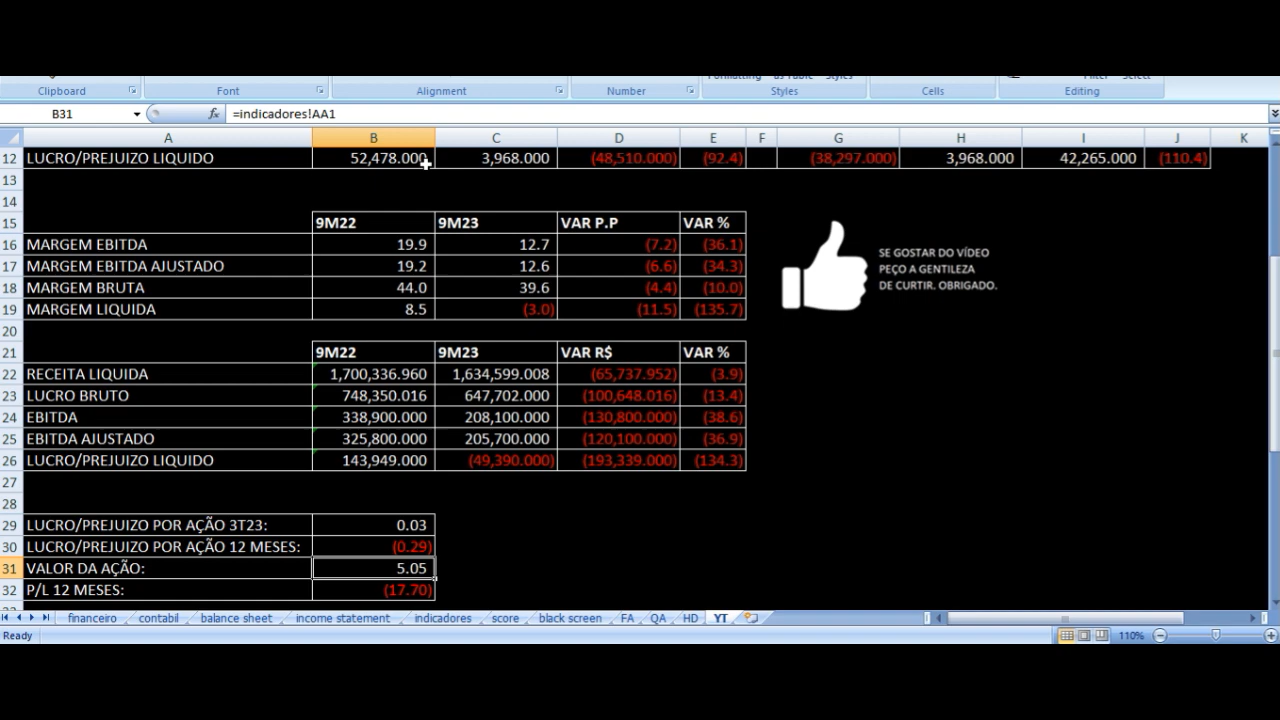 Clipboard Font Alignment Number Styles Cells Editing
B31 fx =indicadores!AA1
A B C D E F G H I J K
12 LUCRO/PREJUIZO LIQUIDO 52,478.000 3,968.000 (48,510.000) (92.4) (38,297.000) 3,968.000 42,265.000 (110.4)
13
14
15 9M22 9M23 VAR P.P VAR %
16 MARGEM EBITDA 19.9 12.7 (7.2) (36.1)
17 MARGEM EBITDA AJUSTADO 19.2 12.6 (6.6) (34.3)
18 MARGEM BRUTA 44.0 39.6 (4.4) (10.0)
19 MARGEM LIQUIDA 8.5 (3.0) (11.5) (135.7)
SE GOSTAR DO VÍDEO
PEÇO A GENTILEZA
DE CURTIR. OBRIGADO.
20
21 9M22 9M23 VAR R$ VAR %
22 RECEITA LIQUIDA 1,700,336.960 1,634,599.008 (65,737.952) (3.9)
23 LUCRO BRUTO 748,350.016 647,702.000 (100,648.016) (13.4)
24 EBITDA 338,900.000 208,100.000 (130,800.000) (38.6)
25 EBITDA AJUSTADO 325,800.000 205,700.000 (120,100.000) (36.9)
26 LUCRO/PREJUIZO LIQUIDO 143,949.000 (49,390.000) (193,339.000) (134.3)
27
28
29 LUCRO/PREJUIZO POR AÇÃO 3T23: 0.03
30 LUCRO/PREJUIZO POR AÇÃO 12 MESES: (0.29)
31 VALOR DA AÇÃO: 5.05
32 P/L 12 MESES: (17.70)
financeiro contabil balance sheet income statement indicadores score black screen FA QA HD YT
Ready 110%